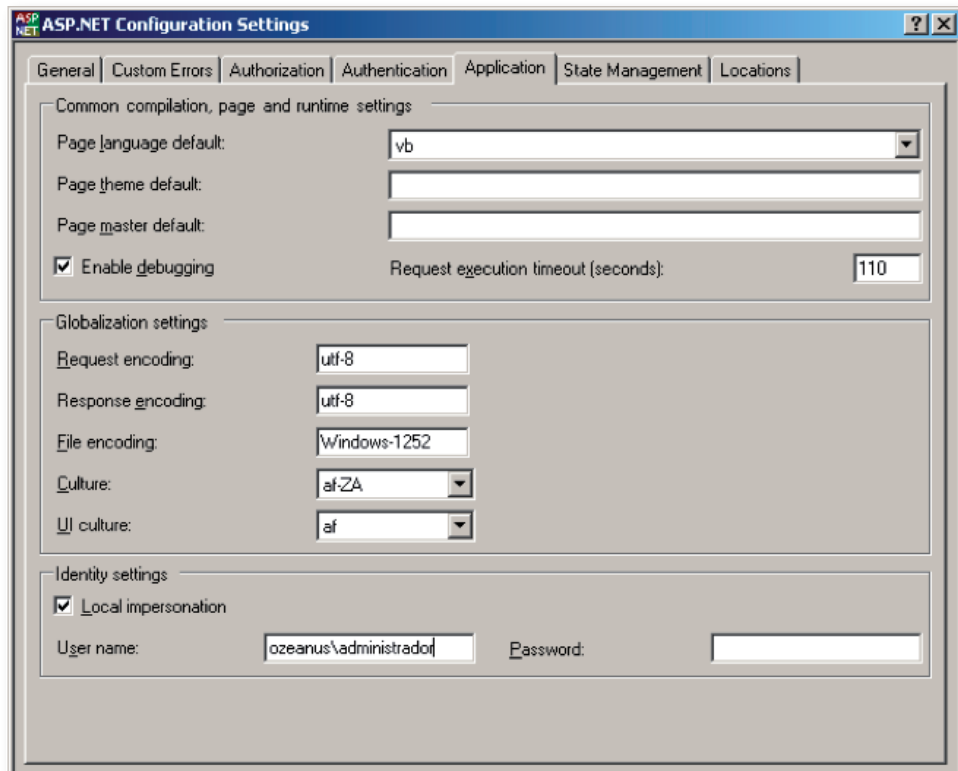 ASP NET ASP.NET Configuration Settings ? X
General Custom Errors Authorization Authentication Application State Management Locations
Common compilation, page and runtime settings
Page language default: vb
Page theme default:
Page master default:
Enable debugging Request execution timeout (seconds): 110
Globalization settings
Request encoding: utf-8
Response encoding: utf-8
File encoding: Windows-1252
Culture: af-ZA
UI culture: af
Identity settings
Local impersonation
User name: ozeanus\administrador Password: